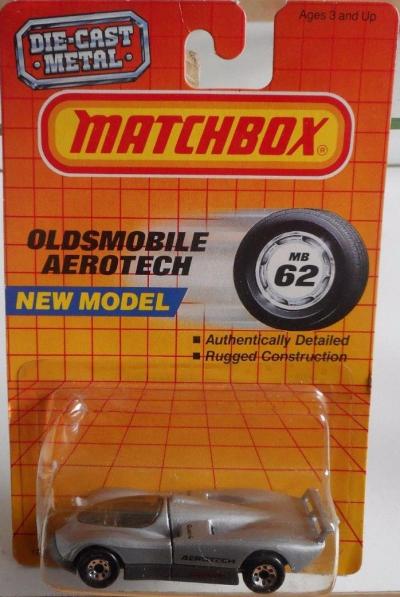 Ages 3 and Up
DIE-CAST
METAL
MATCHBOX®
OLDSMOBILE
AEROTECH
MB
62
NEW MODEL
■ Authentically Detailed
■ Rugged Construction
AEROTECH